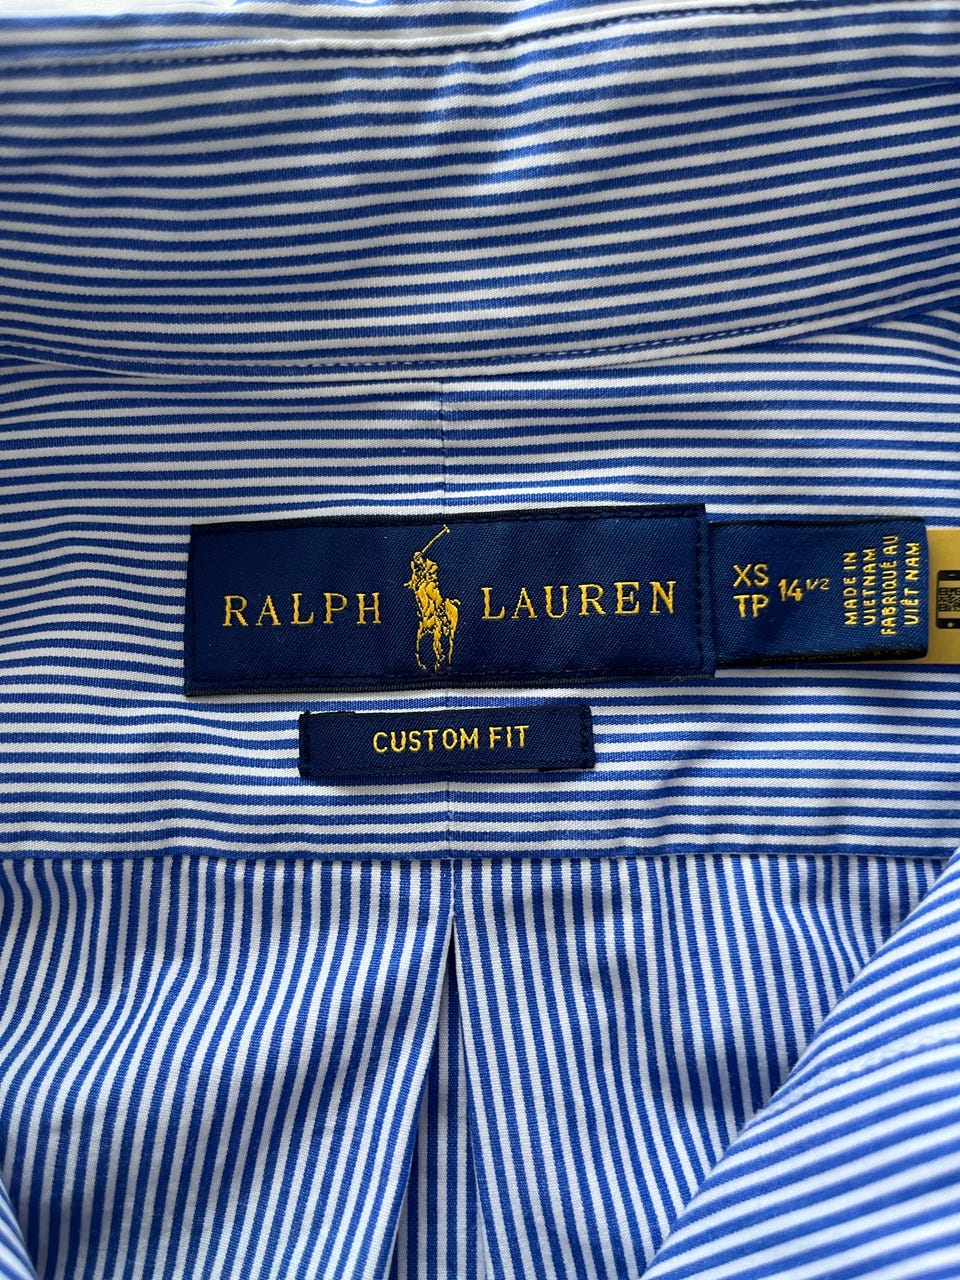 RALPH LAUREN
XS
TP
14 1/2
MADE IN
VIETNAM
FABRIQUÉ AU
VIÊT NAM
CUSTOM FIT